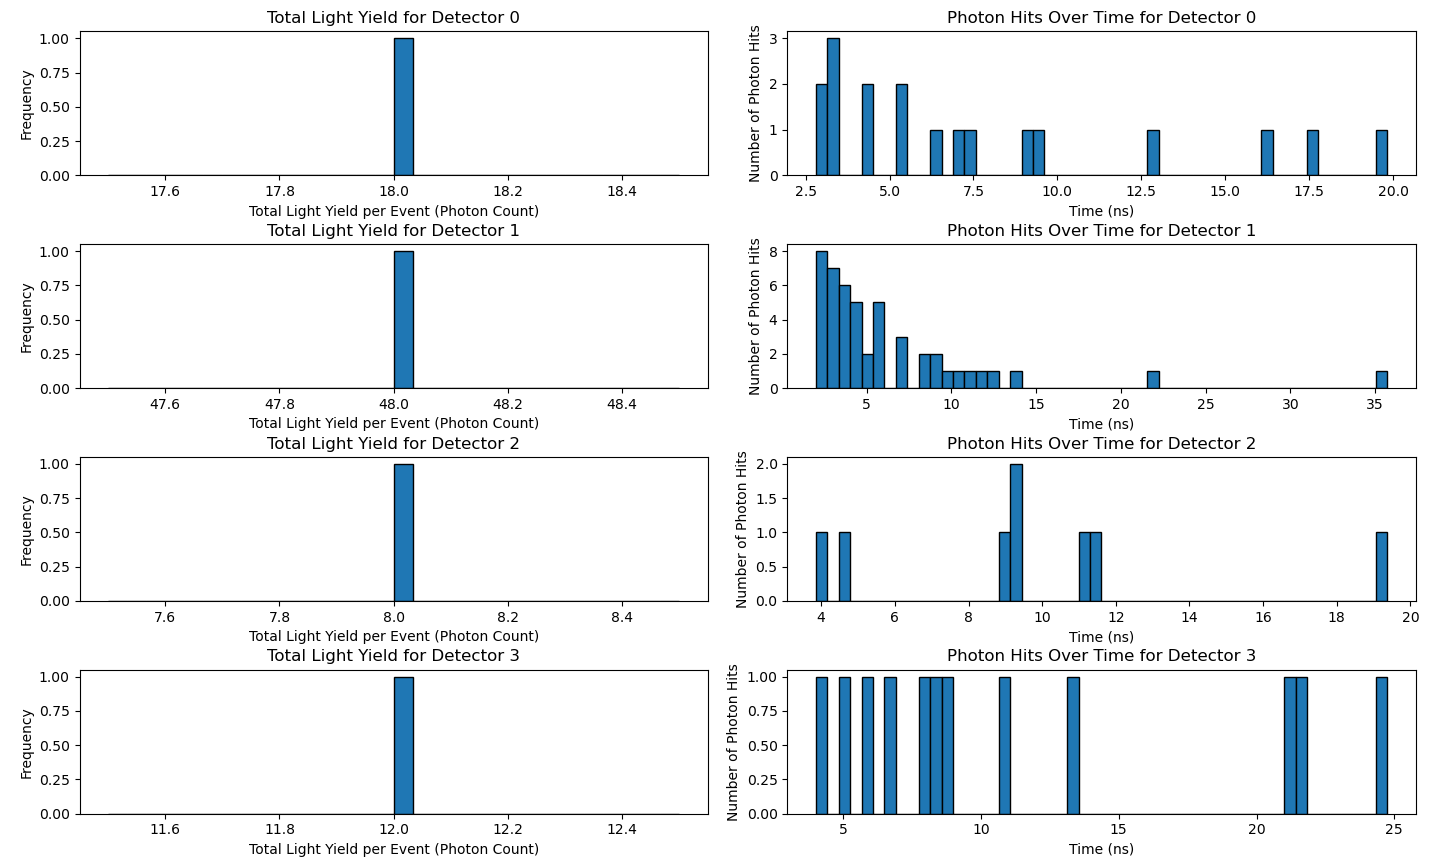 Total Light Yield for Detector 0
Frequency
1.00
0.75
0.50
0.25
0.00
17.6 17.8 18.0 18.2 18.4
Total Light Yield per Event (Photon Count)
Photon Hits Over Time for Detector 0
Number of Photon Hits
3
2
1
0
2.5 5.0 7.5 10.0 12.5 15.0 17.5 20.0
Time (ns)
Total Light Yield for Detector 1
Frequency
1.00
0.75
0.50
0.25
0.00
47.6 47.8 48.0 48.2 48.4
Total Light Yield per Event (Photon Count)
Photon Hits Over Time for Detector 1
Number of Photon Hits
8
6
4
2
0
5 10 15 20 25 30 35
Time (ns)
Total Light Yield for Detector 2
Frequency
1.00
0.75
0.50
0.25
0.00
7.6 7.8 8.0 8.2 8.4
Total Light Yield per Event (Photon Count)
Photon Hits Over Time for Detector 2
Number of Photon Hits
2.0
1.5
1.0
0.5
0.0
4 6 8 10 12 14 16 18 20
Time (ns)
Total Light Yield for Detector 3
Frequency
1.00
0.75
0.50
0.25
0.00
11.6 11.8 12.0 12.2 12.4
Total Light Yield per Event (Photon Count)
Photon Hits Over Time for Detector 3
Number of Photon Hits
1.00
0.75
0.50
0.25
0.00
5 10 15 20 25
Time (ns)